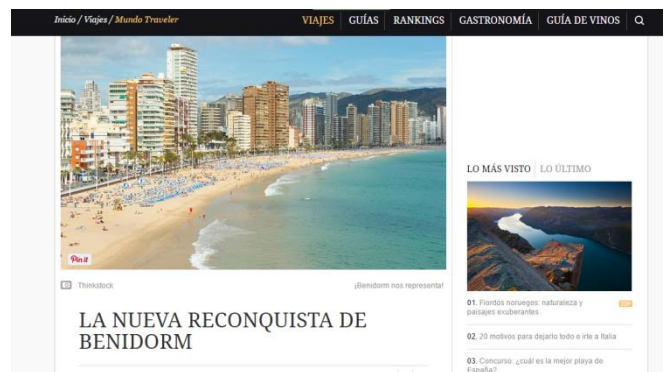 Inicio / Viajes / Mundo Traveler
VIAJES GUÍAS RANKINGS GASTRONOMÍA GUÍA DE VINOS
Pin it
Thinkstock
¡Benidorm nos representa!
LA NUEVA RECONQUISTA DE
BENIDORM
LO MÁS VISTO LO ÚLTIMO
01. Fiordos noruegos: naturaleza y
paisajes exuberantes
TOP
02. 20 motivos para dejarlo todo e irte a Italia
03. Concurso: ¿cuál es la mejor playa de
España?